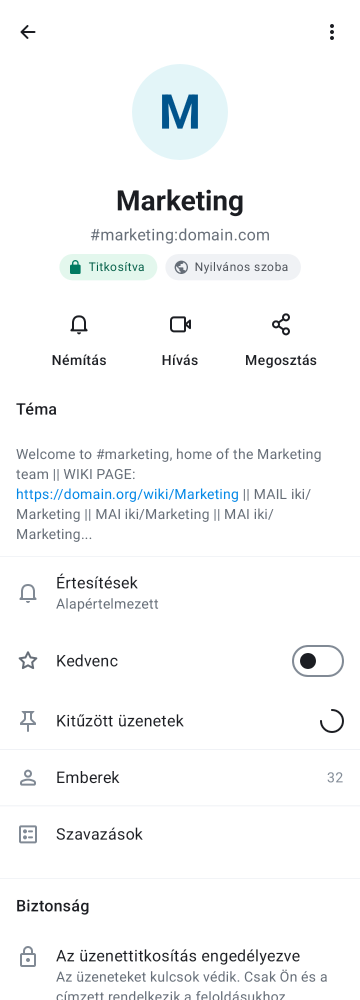 M
Marketing
#marketing:domain.com
Titkosítva
Nyilvános szoba
Némítás
Hívás
Megosztás
Téma
Welcome to #marketing, home of the Marketing
team || WIKI PAGE:
https://domain.org/wiki/Marketing || MAIL iki/
Marketing || MAI iki/Marketing || MAI iki/
Marketing...
Értesítések
Alapértelmezett
Kedvenc
Kitűzött üzenetek
Emberek 32
Szavazások
Biztonság
Az üzenettitkosítás engedélyezve
Az üzeneteket kulcsok védik. Csak Ön és a
címzett rendelkezik a feloldásukhoz